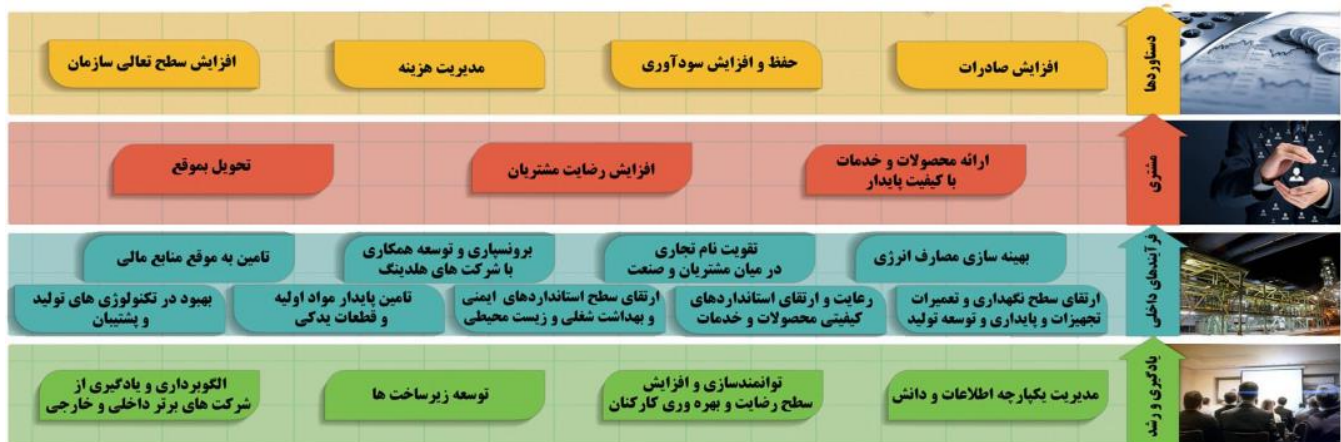 دستاوردها
افزایش صادرات
حفظ و افزایش سودآوری
مدیریت هزینه
افزایش سطح تعالی سازمان
مشتری
ارائه محصولات و خدمات
با کیفیت پایدار
افزایش رضایت مشتریان
تحویل بموقع
فرآیندهای داخلی
بهینه سازی مصارف انرژی
تقویت نام تجاری
در میان مشتریان و صنعت
برونسپاری و توسعه همکاری
با شرکت های هلدینگ
تامین به موقع منابع مالی
ارتقای سطح نگهداری و تعمیرات
تجهیزات و پایداری و توسعه تولید
رعایت و ارتقای استانداردهای
کیفیتی محصولات و خدمات
ارتقای سطح استانداردهای ایمنی
و بهداشت شغلی و زیست محیطی
تامین پایدار مواد اولیه
و قطعات یدکی
بهبود در تکنولوژی های تولید
و پشتیبان
یادگیری و رشد
مدیریت یکپارچه اطلاعات و دانش
توانمندسازی و افزایش
سطح رضایت و بهره وری کارکنان
توسعه زیرساخت ها
الگوبرداری و یادگیری از
شرکت های برتر داخلی و خارجی